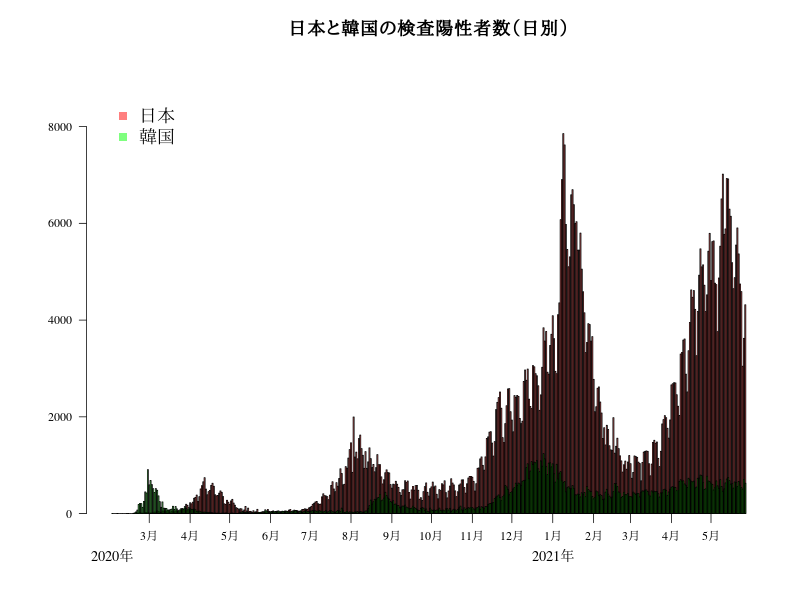 日本と韓国の検査陽性者数（日別）
日本
韓国
8000
6000
4000
2000
0
3月 4月 5月 6月 7月 8月 9月 10月 11月 12月 1月 2月 3月 4月 5月
2020年 2021年